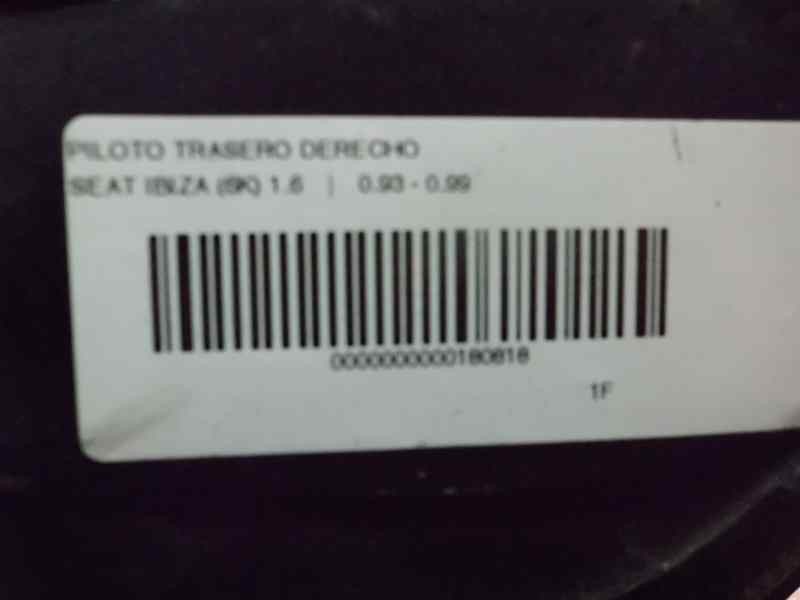 PILOTO TRASERO DERECHO
SEAT IBIZA (6K) 1.6 | 0.93 - 0.99
0000000000180818
1F